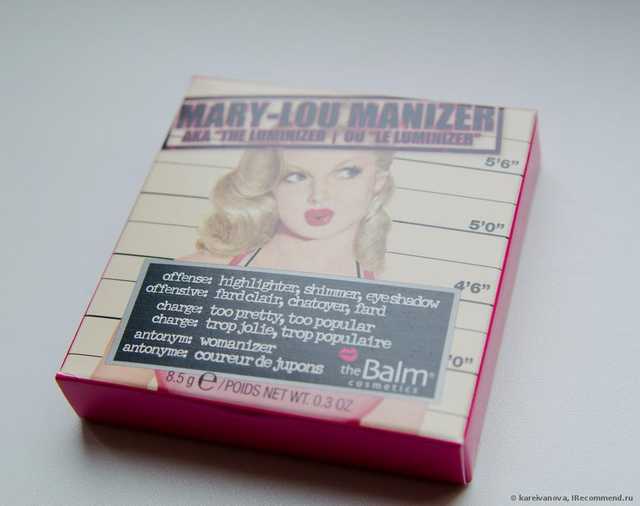 MARY-LOU MANIZER
AKA "THE LUMINIZER | OU "LE LUMINIZER"
5'6"
5'0"
4'6"
'0"
offense: highlighter, shimmer, eyeshadow
offensive: fard clair, chatoyer, fard
charge: too pretty, too popular
charge: trop jolie, trop populaire
antonym: womanizer
antonyme: coureur de jupons
theBalm®
cosmetics
8.5 g ℮ / POIDS NET WT. 0.3 OZ
© kareivanova, IRecommend.ru